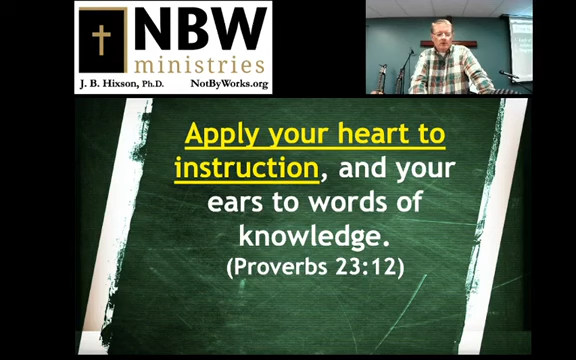 NBW
ministries
J. B. Hixson, Ph.D. NotByWorks.org
Apply your heart to
instruction, and your
ears to words of
knowledge.
(Proverbs 23:12)